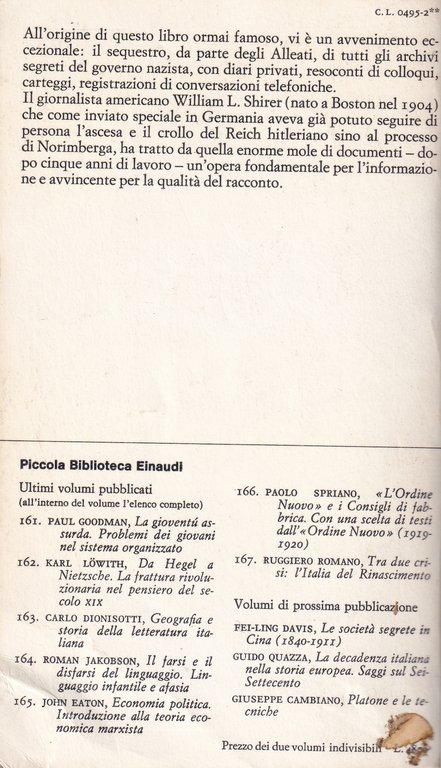 C. L. 0495-2**
All'origine di questo libro ormai famoso, vi è un avvenimento ec-
cezionale: il sequestro, da parte degli Alleati, di tutti gli archivi
segreti del governo nazista, con diari privati, resoconti di colloqui,
carteggi, registrazioni di conversazioni telefoniche.
Il giornalista americano William L. Shirer (nato a Boston nel 1904)
che come inviato speciale in Germania aveva già potuto seguire di
persona l'ascesa e il crollo del Reich hitleriano sino al processo
di Norimberga, ha tratto da quella enorme mole di documenti – do-
po cinque anni di lavoro – un'opera fondamentale per l'informazio-
ne e avvincente per la qualità del racconto.
Piccola Biblioteca Einaudi
Ultimi volumi pubblicati
(all'interno del volume l'elenco completo)
161. PAUL GOODMAN, La gioventú as-
surda. Problemi dei giovani
nel sistema organizzato
162. KARL LÖWITH, Da Hegel a
Nietzsche. La frattura rivolu-
zionaria nel pensiero del se-
colo XIX
163. CARLO DIONISOTTI, Geografia e
storia della letteratura ita-
liana
164. ROMAN JAKOBSON, Il farsi e il
disfarsi del linguaggio. Lin-
guaggio infantile e afasia
165. JOHN EATON, Economia politica.
Introduzione alla teoria eco-
nomica marxista
166. PAOLO SPRIANO, «L'Ordine
Nuovo» e i Consigli di fab-
brica. Con una scelta di testi
dall'«Ordine Nuovo» (1919-
1920)
167. RUGGIERO ROMANO, Tra due cri-
si: l'Italia del Rinascimento
Volumi di prossima pubblicazione
FEI-LING DAVIS, Le società segrete in
Cina (1840-1911)
GUIDO QUAZZA, La decadenza italiana
nella storia europea. Saggi sul Sei-
Settecento
GIUSEPPE CAMBIANO, Platone e le te-
cniche
Prezzo dei due volumi indivisibili